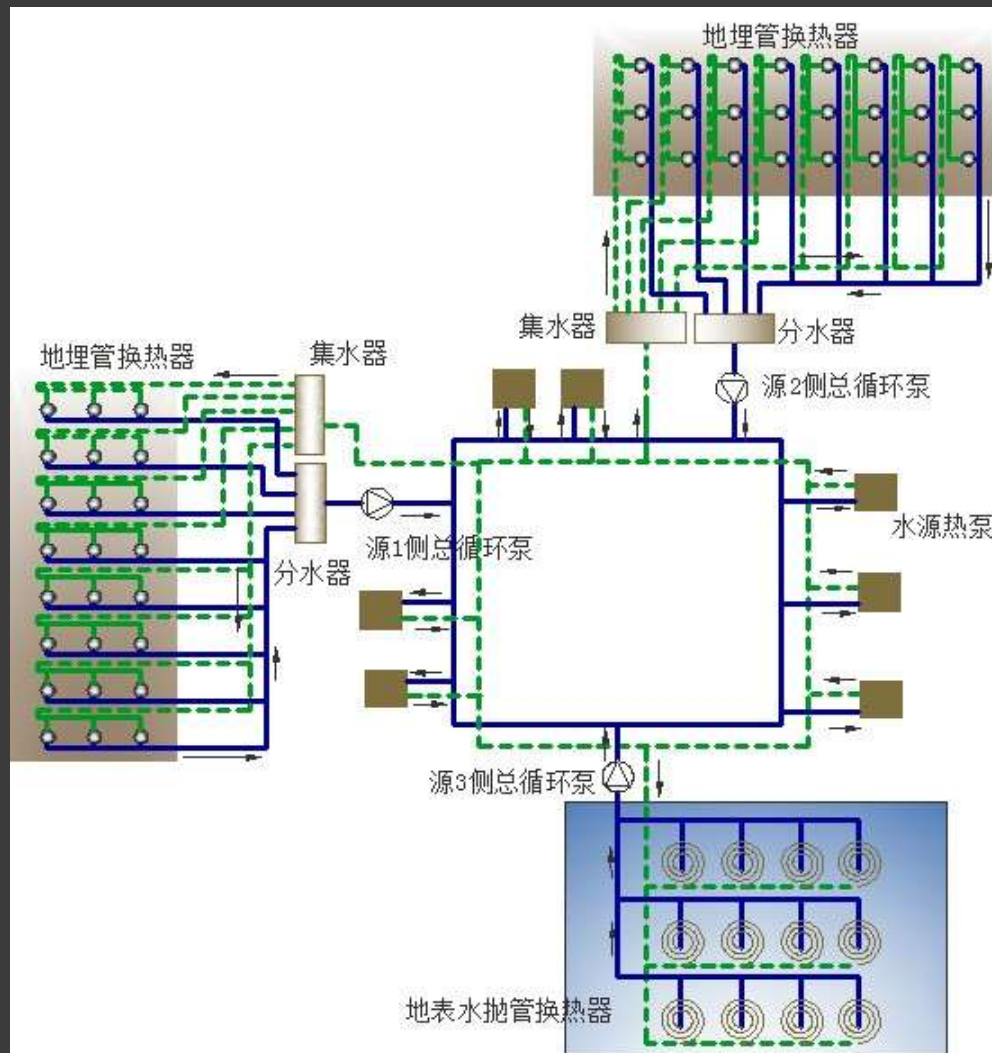 地埋管换热器
集水器
分水器
源2侧总循环泵
地埋管换热器
集水器
水源热泵
源1侧总循环泵
分水器
源3侧总循环泵
地表水抛管换热器